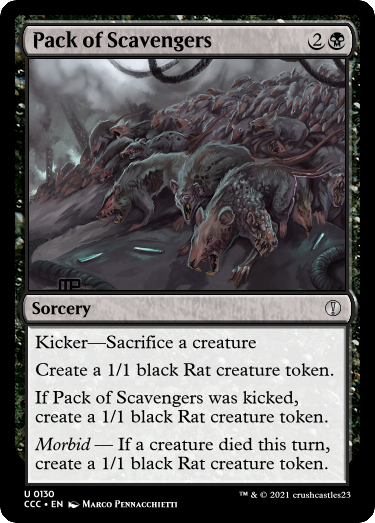 Pack of Scavengers 2
MP
Sorcery
Kicker—Sacrifice a creature
Create a 1/1 black Rat creature token.
If Pack of Scavengers was kicked,
create a 1/1 black Rat creature token.
Morbid — If a creature died this turn,
create a 1/1 black Rat creature token.
U 0130
CCC • EN Marco Pennacchietti
™ & © 2021 crushcastles23